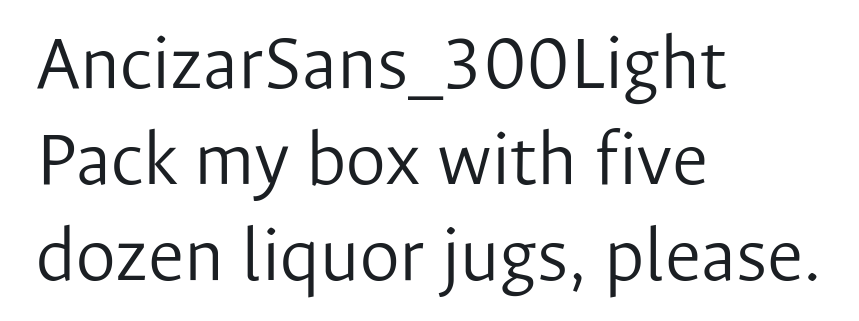 AncizarSans_300Light
Pack my box with five
dozen liquor jugs, please.